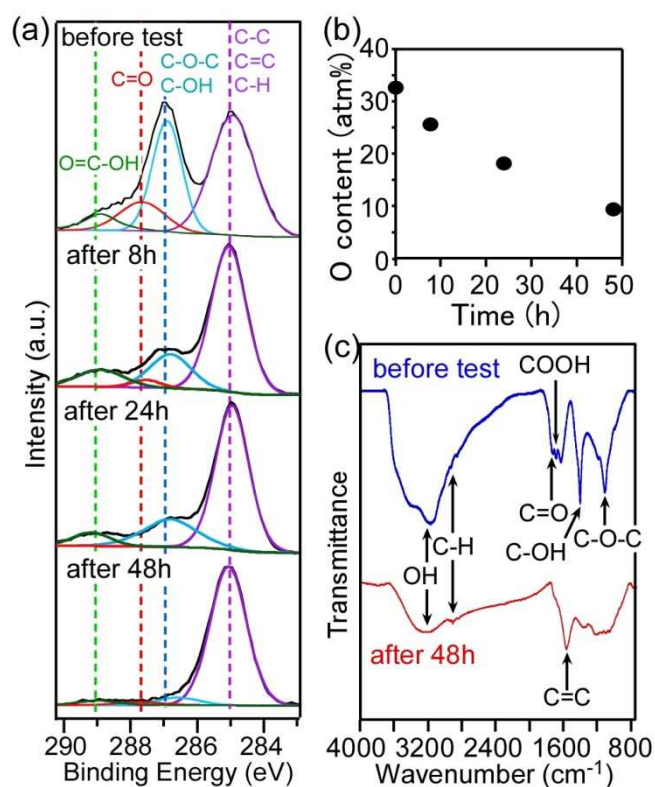 (a)
before test
C-C
C=C
C-H
C=O
C-O-C
C-OH
O=C-OH
after 8h
after 24h
after 48h
Intensity (a.u.)
290 288 286 284
Binding Energy (eV)
(b)
O content (atm%)
40
30
20
10
0
0 10 20 30 40 50
Time (h)
(c)
before test
COOH
C=O
C-OH
C-O-C
C-H
OH
after 48h
C=C
Transmittance
4000 3200 2400 1600 800
Wavenumber (cm⁻¹)